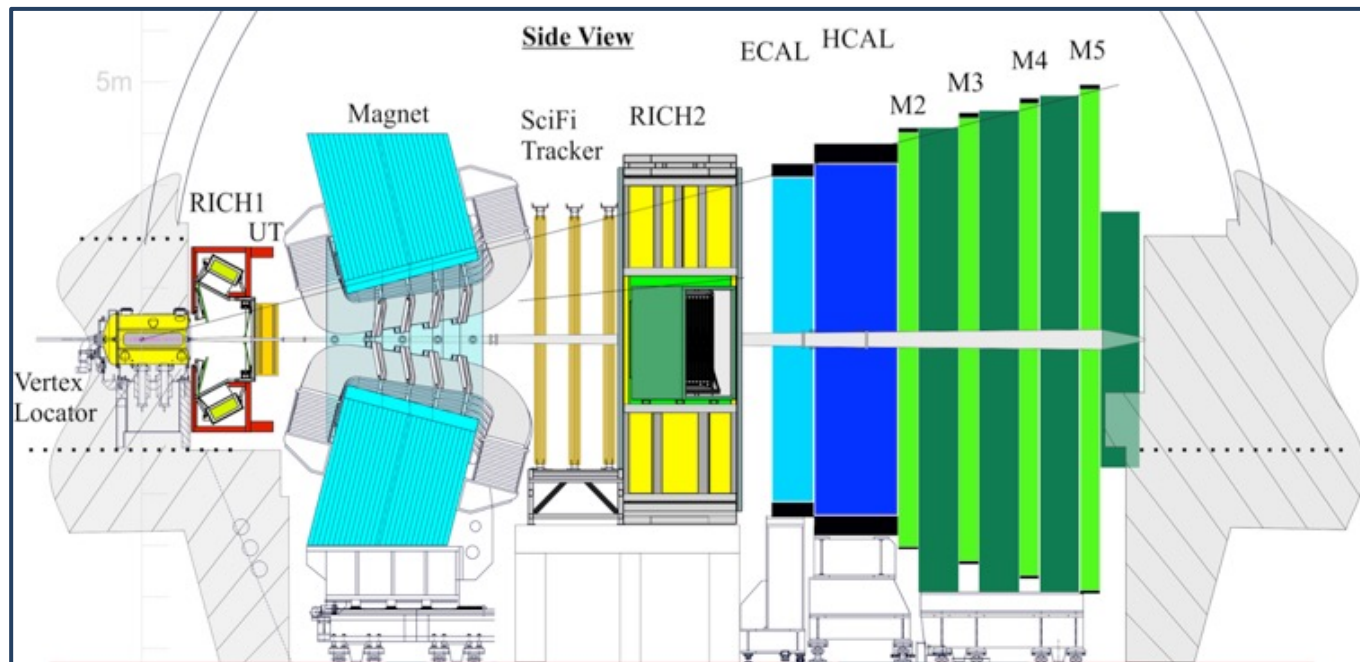 Side View
ECAL
HCAL
5m
M2
M3
M4
M5
Magnet
SciFi
Tracker
RICH2
RICH1
UT
Vertex
Locator